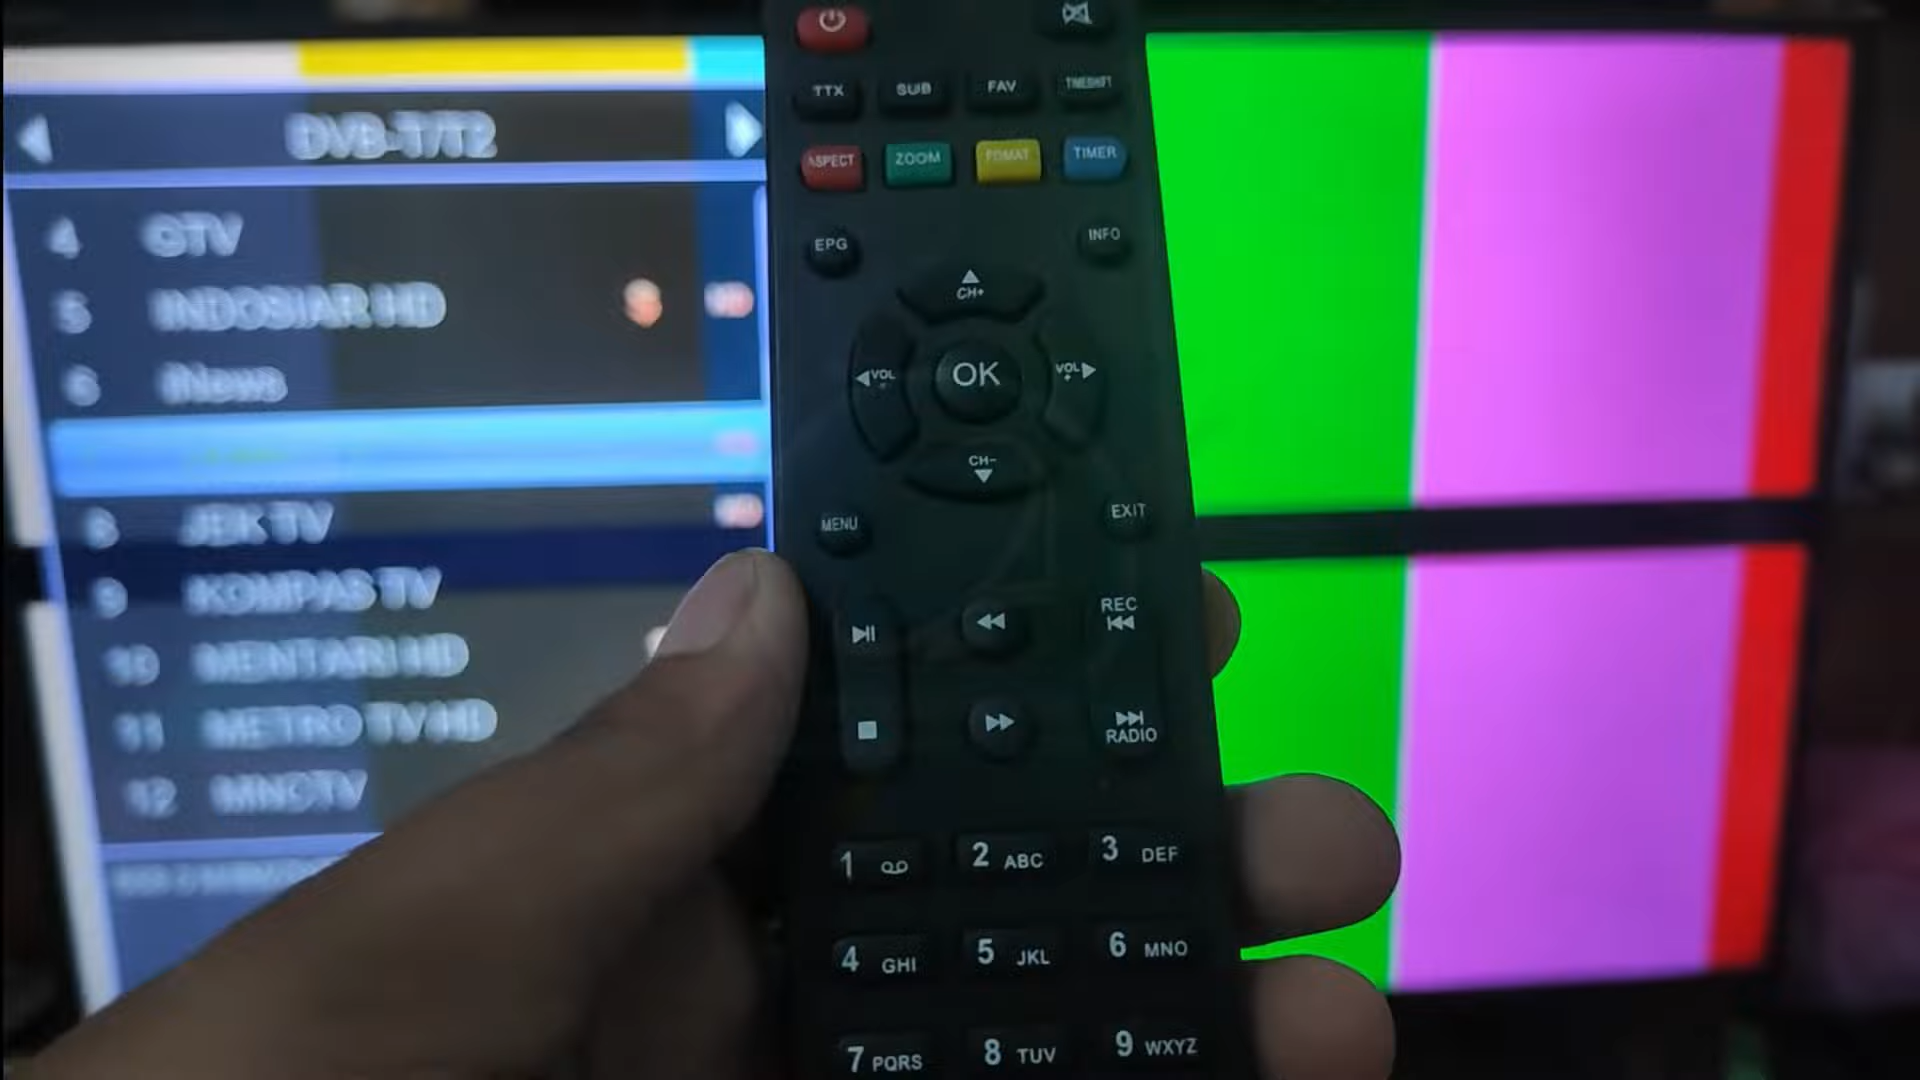 DVB-T/T2
4 GTV
5 INDOSIAR HD
6 iNews
8 JEK TV
9 KOMPAS TV
10 MENTARI HD
11 METRO TV HD
12 MNCTV
TTX SUB FAV TIMESHIFT
ASPECT ZOOM FOMAT TIMER
EPG INFO
CH+
VOL - OK VOL +
CH-
MENU EXIT
REC
RADIO
1 2 ABC 3 DEF
4 GHI 5 JKL 6 MNO
7 PQRS 8 TUV 9 WXYZ